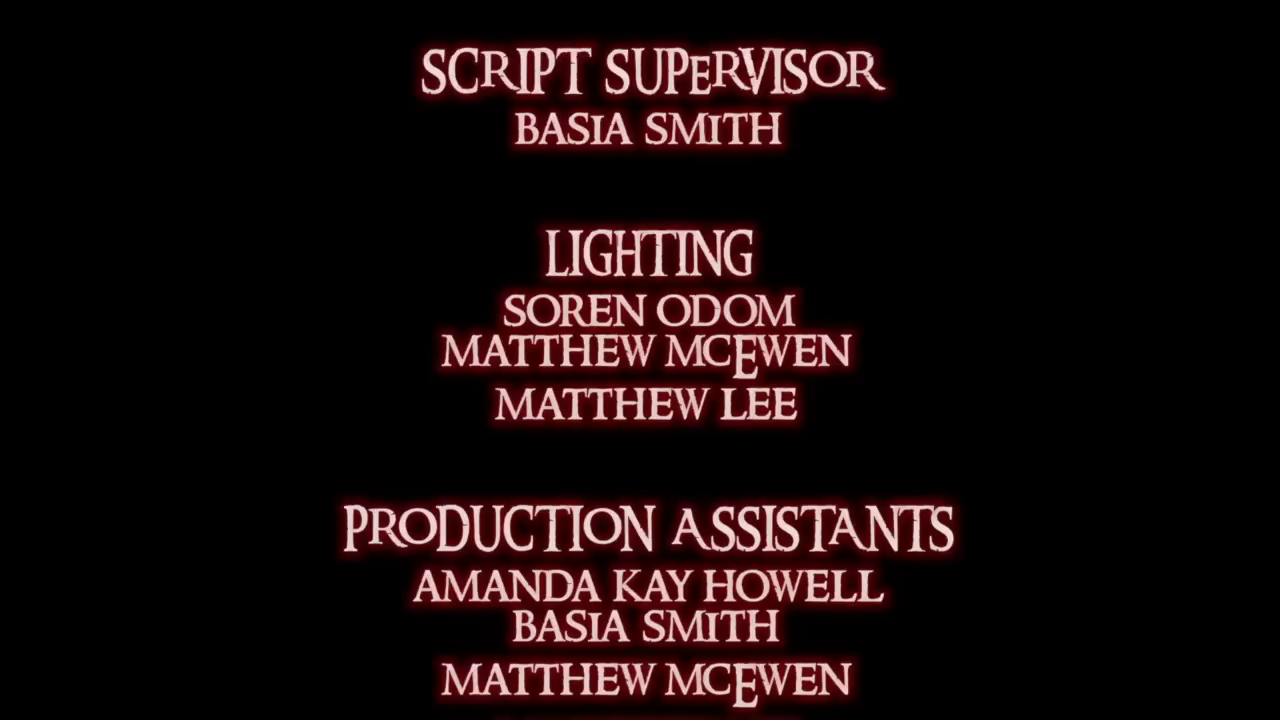 SCRIPT SUPERVISOR
BASIA SMITH
LIGHTING
SOREN ODOM
MATTHEW MCEWEN
MATTHEW LEE
PRODUCTION ASSISTANTS
AMANDA KAY HOWELL
BASIA SMITH
MATTHEW MCEWEN